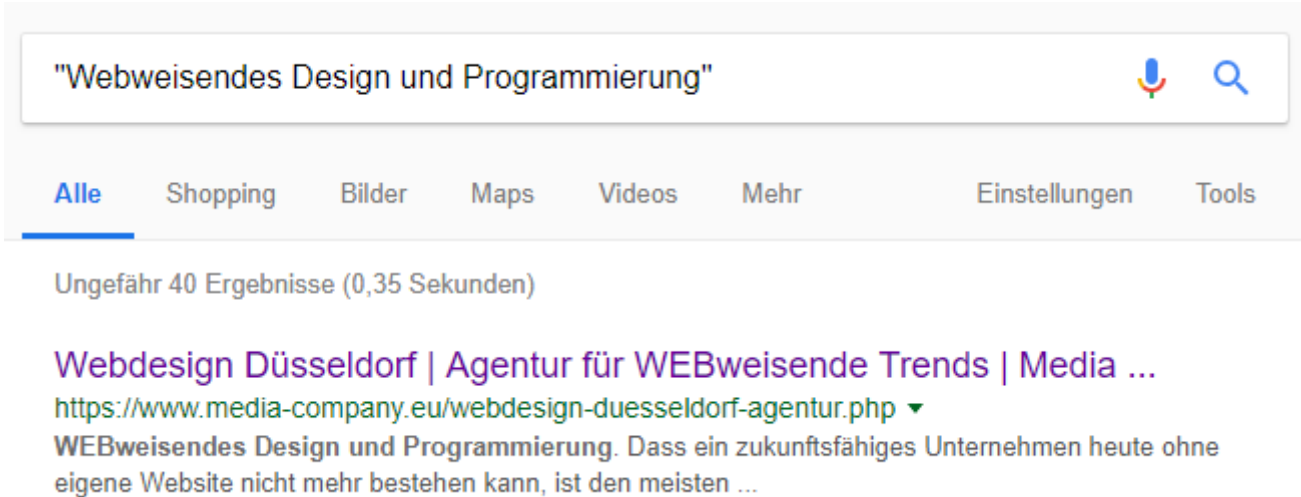 "Webweisendes Design und Programmierung"
Alle Shopping Bilder Maps Videos Mehr Einstellungen Tools
Ungefähr 40 Ergebnisse (0,35 Sekunden)
Webdesign Düsseldorf | Agentur für WEBweisende Trends | Media ...
https://www.media-company.eu/webdesign-duesseldorf-agentur.php
WEBweisendes Design und Programmierung. Dass ein zukunftsfähiges Unternehmen heute ohne
eigene Website nicht mehr bestehen kann, ist den meisten ...